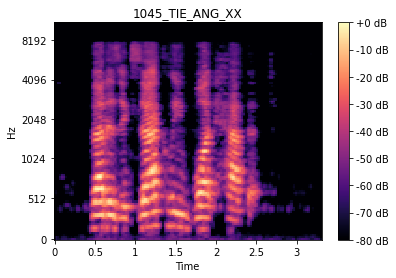 1045_TIE_ANG_XX
8192
4096
2048
1024
512
0
Hz
0 0.5 1 1.5 2 2.5 3
Time
+0 dB
-10 dB
-20 dB
-30 dB
-40 dB
-50 dB
-60 dB
-70 dB
-80 dB